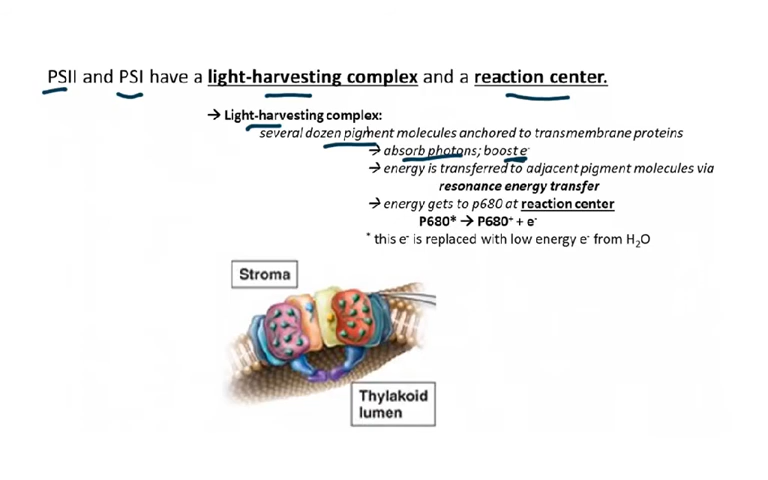 PSII and PSI have a light-harvesting complex and a reaction center.
→ Light-harvesting complex:
several dozen pigment molecules anchored to transmembrane proteins
→ absorb photons; boost e⁻
→ energy is transferred to adjacent pigment molecules via
resonance energy transfer
→ energy gets to p680 at reaction center
P680* → P680⁺ + e⁻
* this e⁻ is replaced with low energy e⁻ from H₂O
Stroma
Thylakoid
lumen